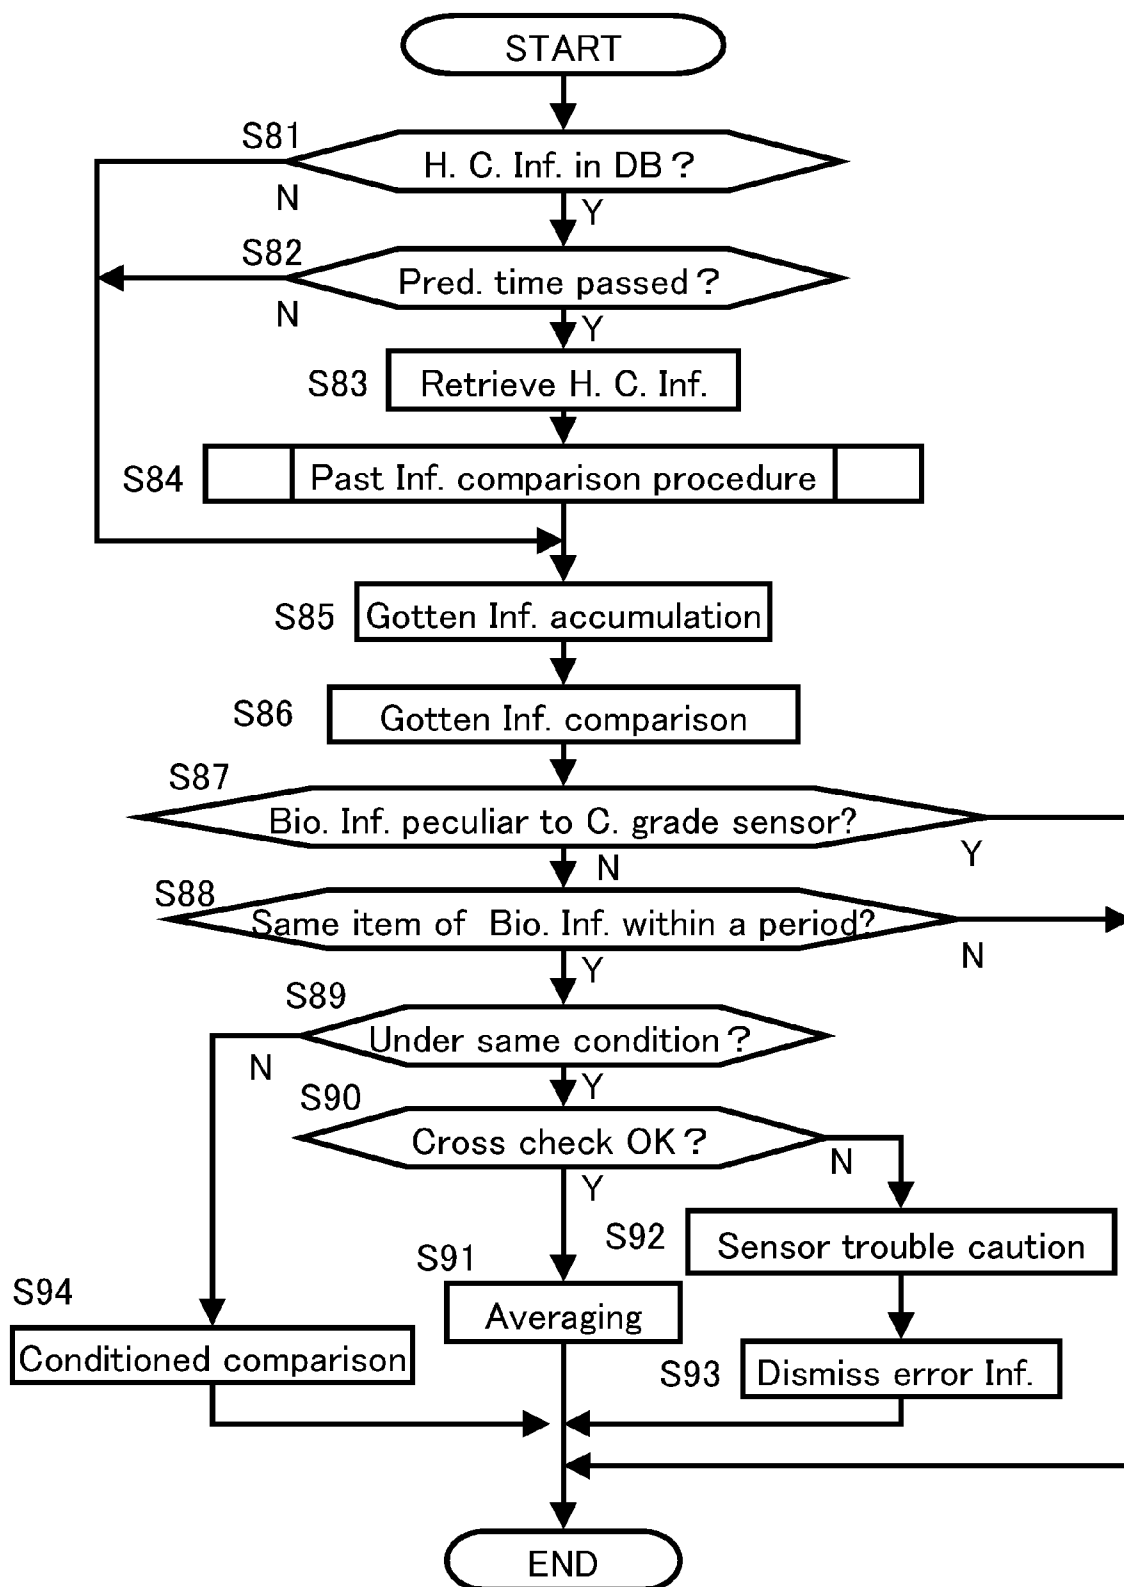 START
S81
H. C. Inf. in DB ?
N
Y
S82
Pred. time passed ?
N
Y
S83
Retrieve H. C. Inf.
S84
Past Inf. comparison procedure
S85
Gotten Inf. accumulation
S86
Gotten Inf. comparison
S87
Bio. Inf. peculiar to C. grade sensor?
Y
N
S88
Same item of Bio. Inf. within a period?
N
Y
S89
Under same condition ?
N
Y
S90
Cross check OK ?
N
Y
S92
Sensor trouble caution
S91
Averaging
S94
Conditioned comparison
S93
Dismiss error Inf.
END